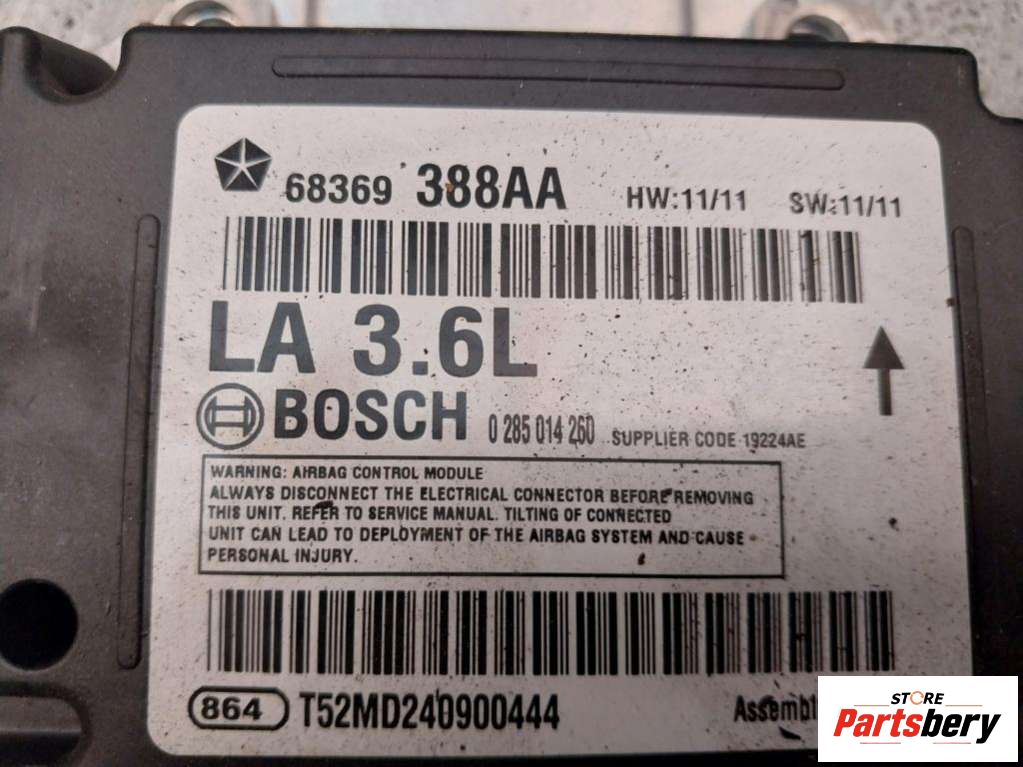 68369 388AA HW:11/11 SW:11/11
LA 3.6L
BOSCH 0 285 014 260 SUPPLIER CODE 19224AE
WARNING: AIRBAG CONTROL MODULE
ALWAYS DISCONNECT THE ELECTRICAL CONNECTOR BEFORE REMOVING
THIS UNIT. REFER TO SERVICE MANUAL. TILTING OF CONNECTED
UNIT CAN LEAD TO DEPLOYMENT OF THE AIRBAG SYSTEM AND CAUSE
PERSONAL INJURY.
864 T52MD240900444
STORE
Partsbery